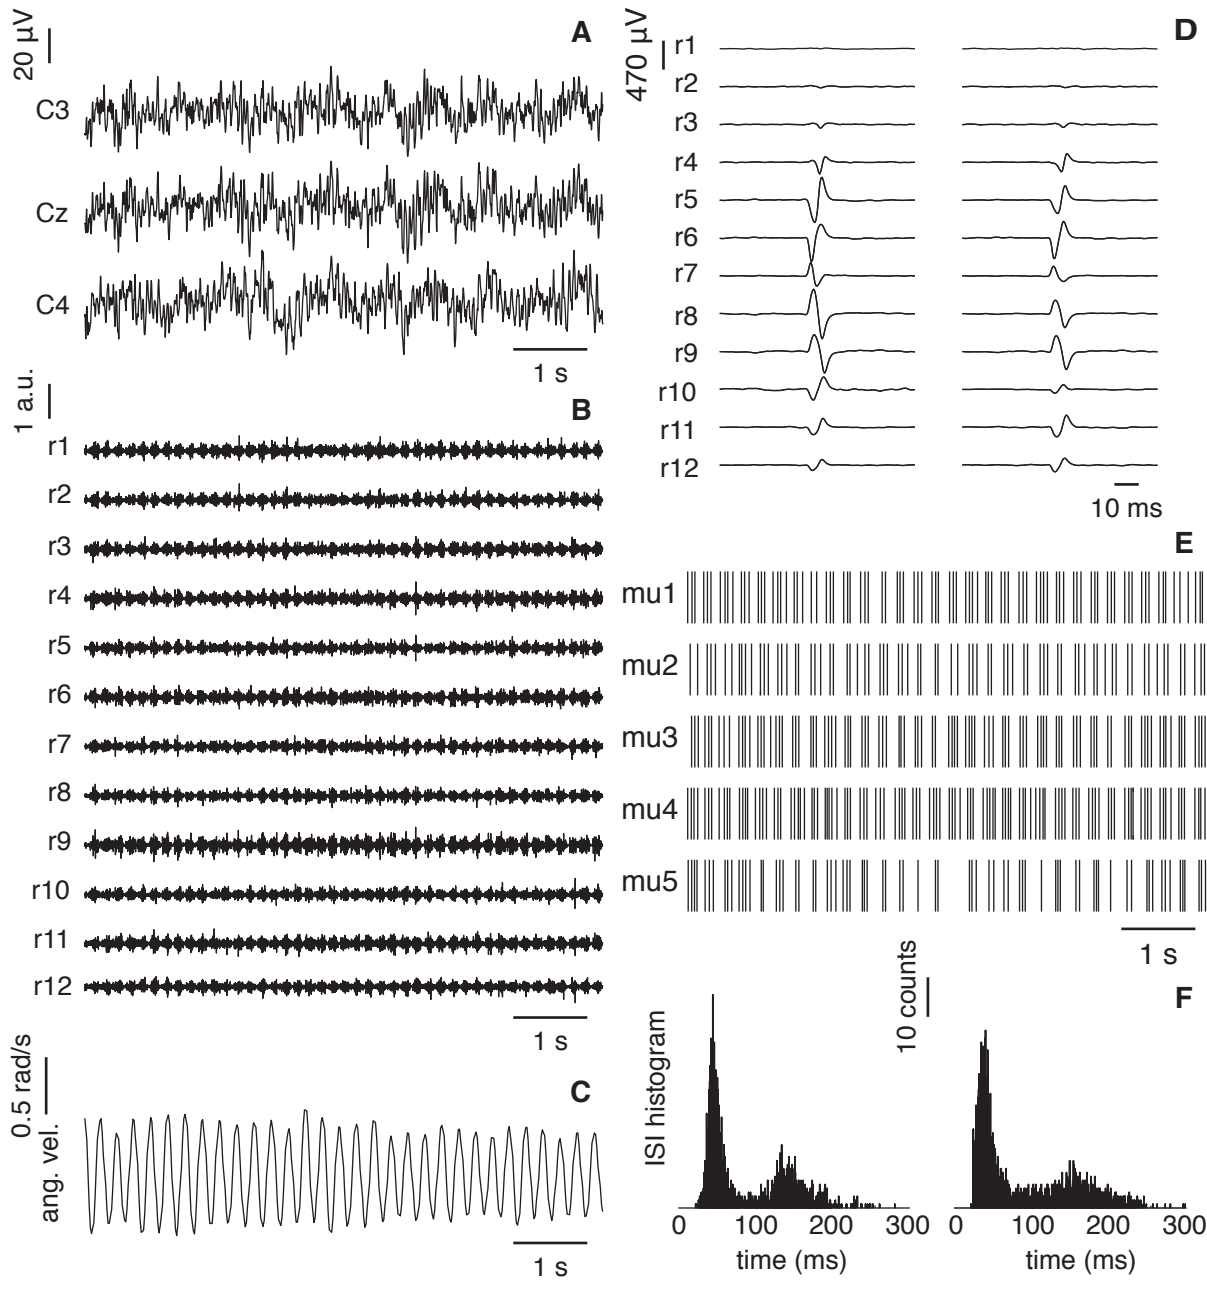 A
20 µV
C3
Cz
C4
1 s
B
1 a.u.
r1
r2
r3
r4
r5
r6
r7
r8
r9
r10
r11
r12
1 s
C
0.5 rad/s
ang. vel.
1 s
D
470 µV
r1
r2
r3
r4
r5
r6
r7
r8
r9
r10
r11
r12
10 ms
E
mu1
mu2
mu3
mu4
mu5
1 s
F
10 counts
ISI histogram
0 100 200 300
time (ms)
0 100 200 300
time (ms)